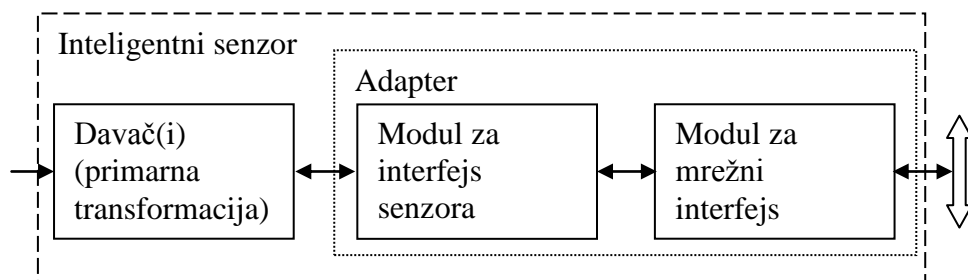 Inteligentni senzor
Adapter
Davač(i)
(primarna
transformacija)
Modul za
interfejs
senzora
Modul za
mrežni
interfejs